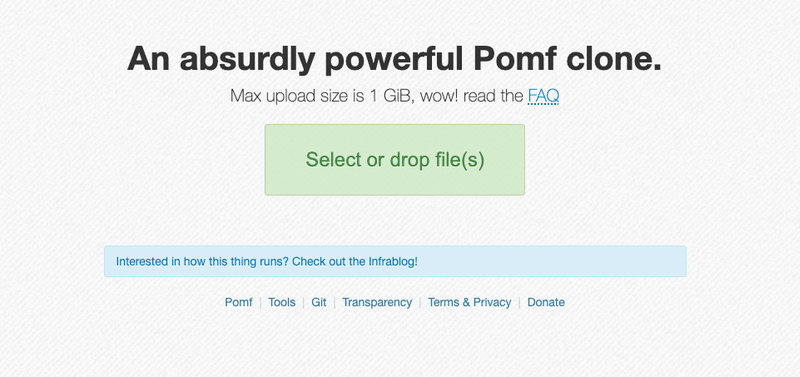 An absurdly powerful Pomf clone.
Max upload size is 1 GiB, wow! read the FAQ
Select or drop file(s)
Interested in how this thing runs? Check out the Infrablog!
Pomf | Tools | Git | Transparency | Terms & Privacy | Donate